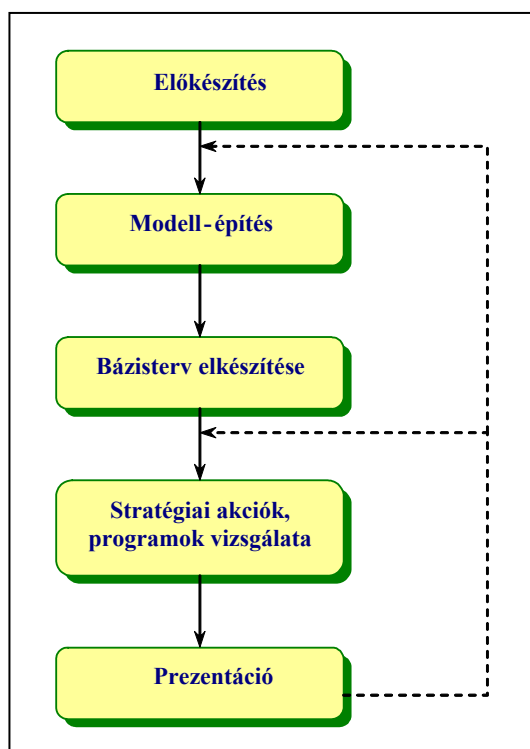 Előkészítés
Modell-építés
Bázisterv elkészítése
Stratégiai akciók,
programok vizsgálata
Prezentáció